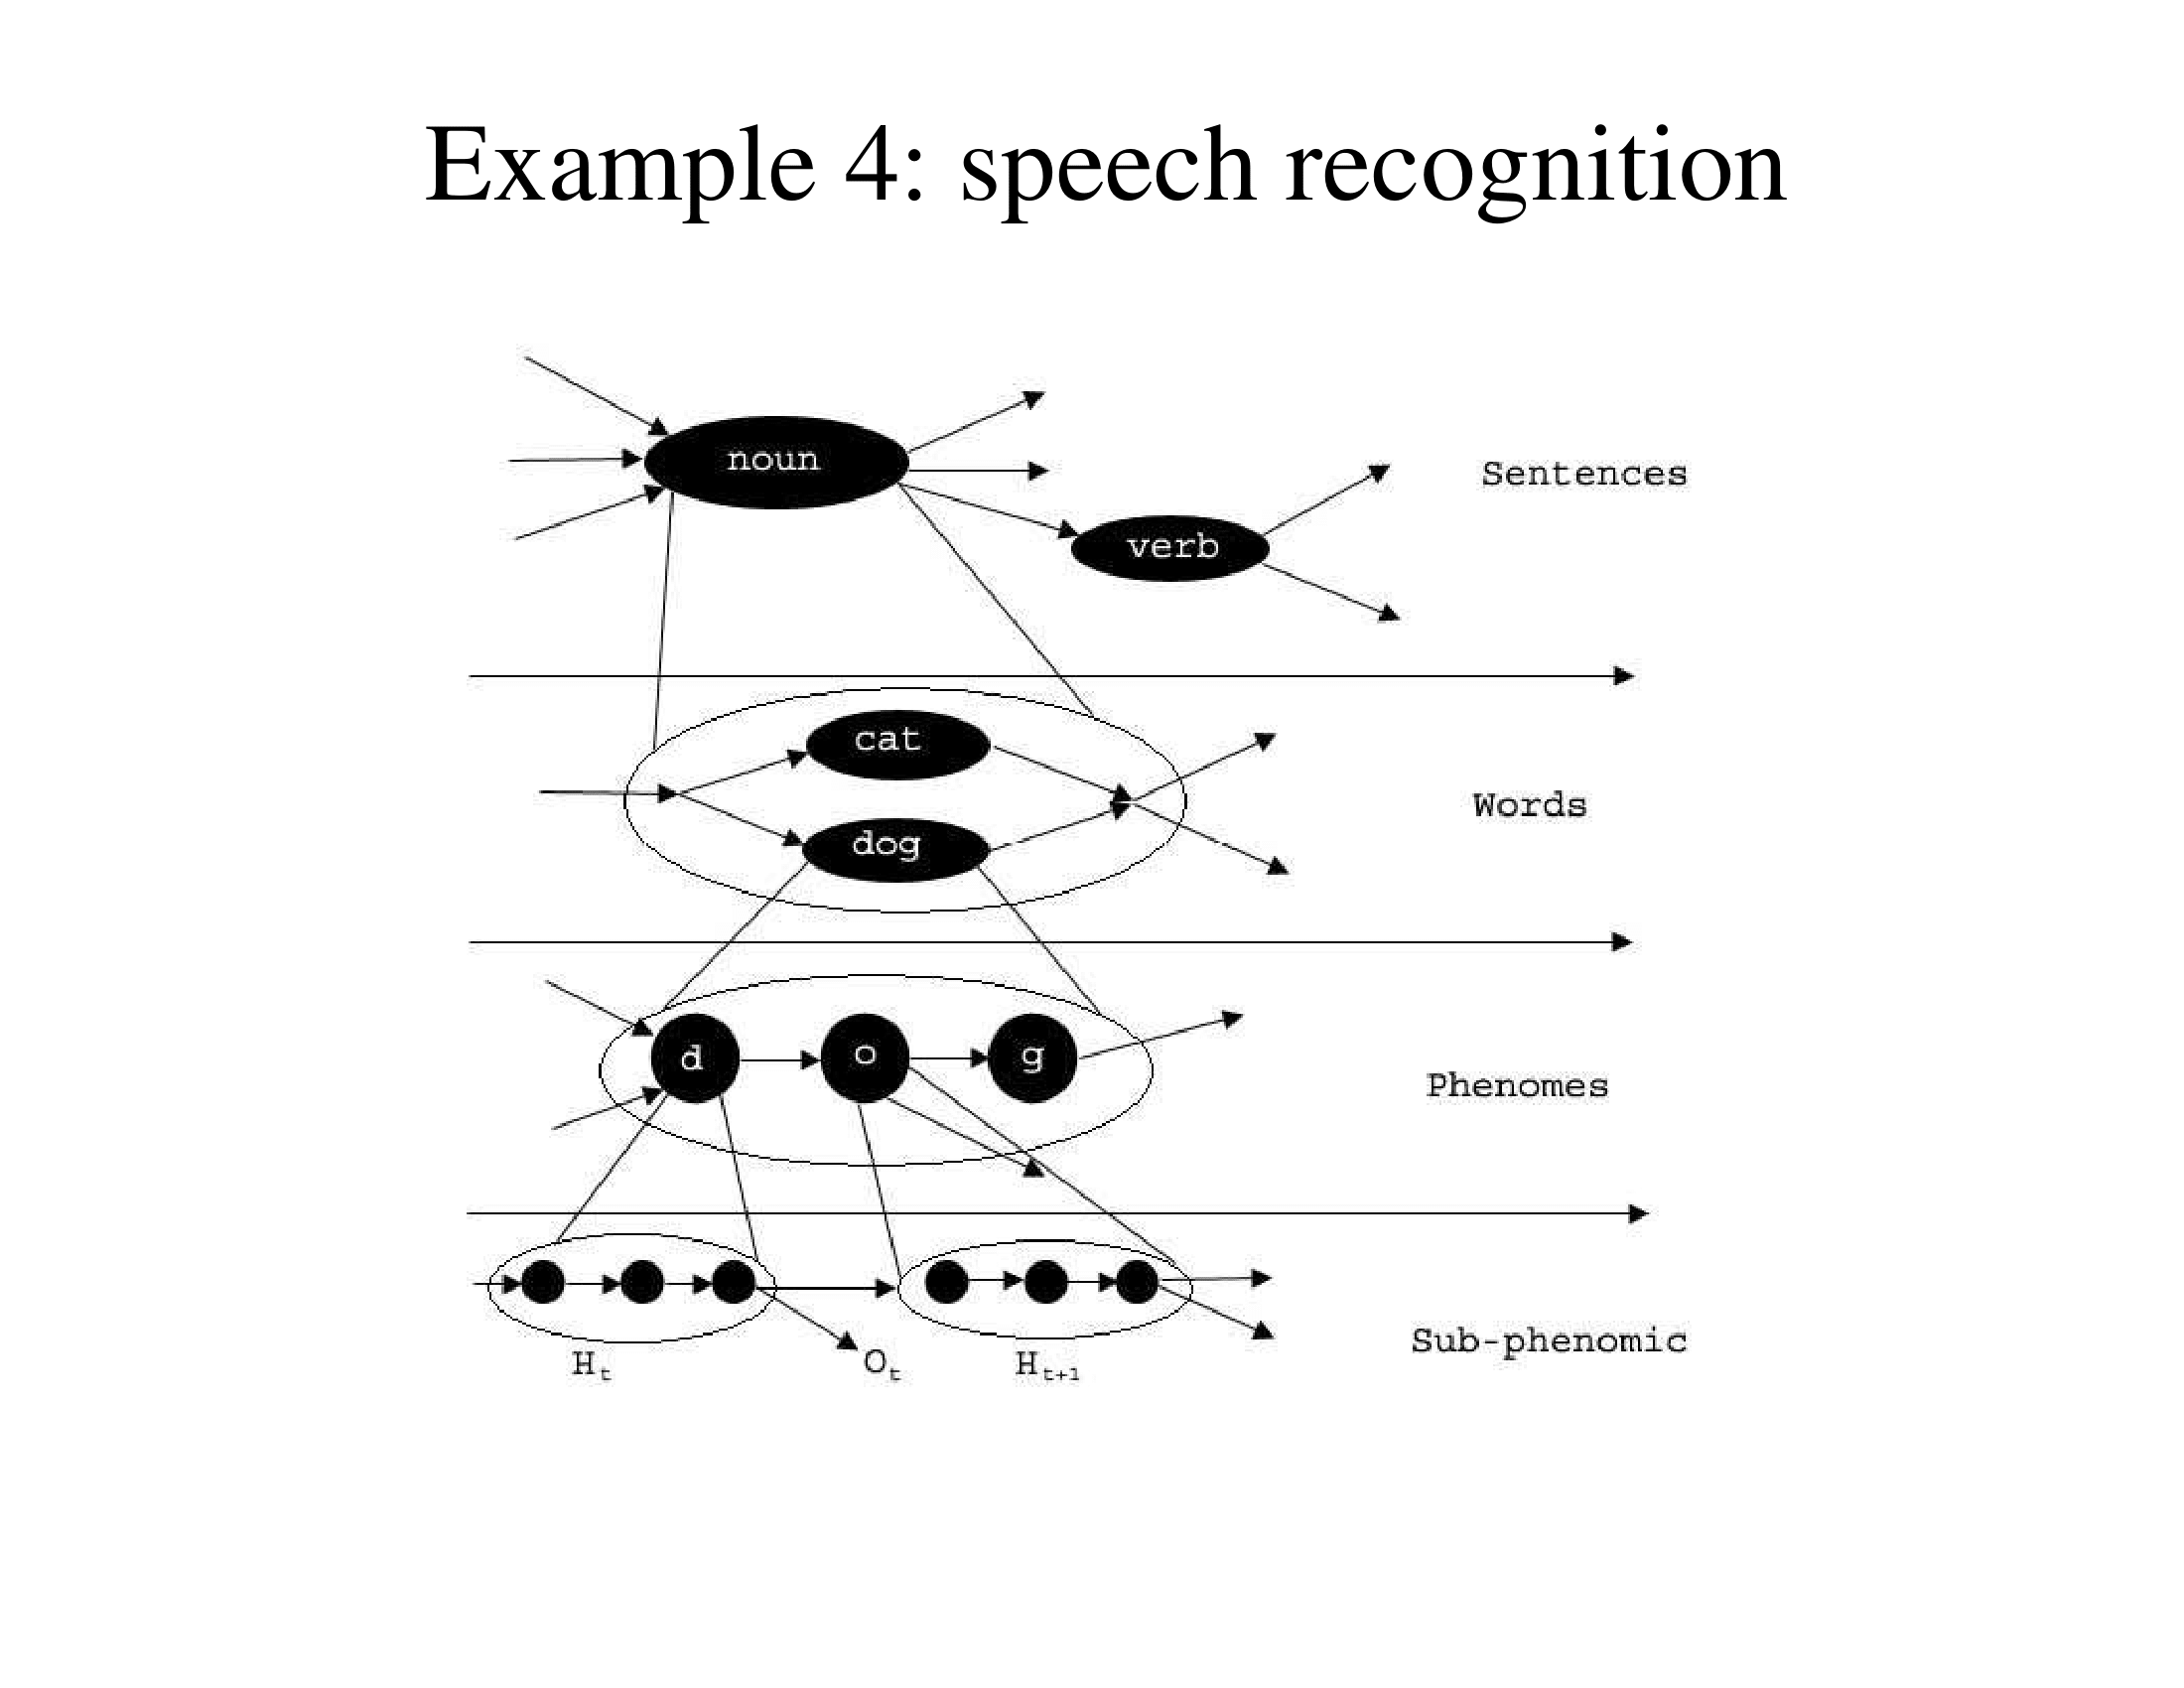 Example 4: speech recognition
noun
Sentences
verb
cat
Words
dog
d o g
Phenomes
Sub-phenomic
H_t O_t H_{t+1}